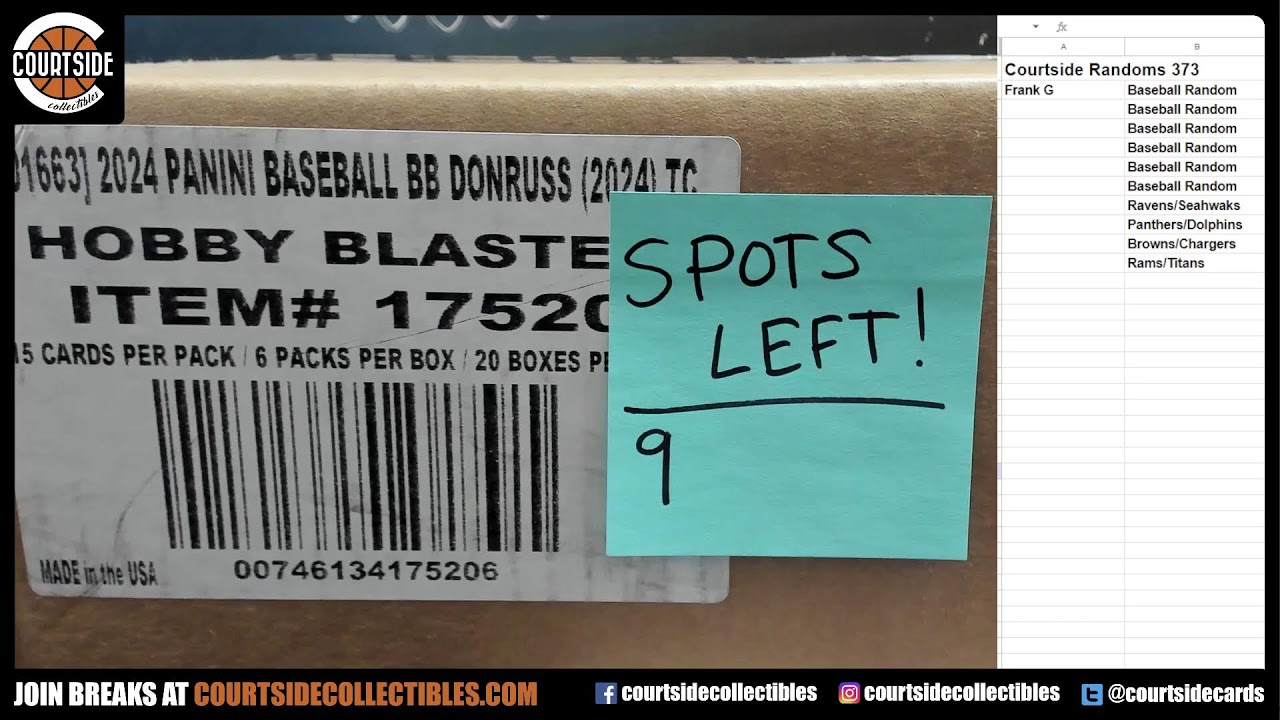 COURTSIDE
collectibles
01663] 2024 PANINI BASEBALL BB DONRUSS (2024) TC
HOBBY BLASTE
ITEM# 17520
15 CARDS PER PACK / 6 PACKS PER BOX / 20 BOXES PE
MADE in the USA
00746134175206
SPOTS
LEFT!
9
fx
A B
Courtside Randoms 373
Frank G Baseball Random
Baseball Random
Baseball Random
Baseball Random
Baseball Random
Baseball Random
Ravens/Seahwaks
Panthers/Dolphins
Browns/Chargers
Rams/Titans
JOIN BREAKS AT COURTSIDECOLLECTIBLES.COM
courtsidecollectibles
courtsidecollectibles
@courtsidecards